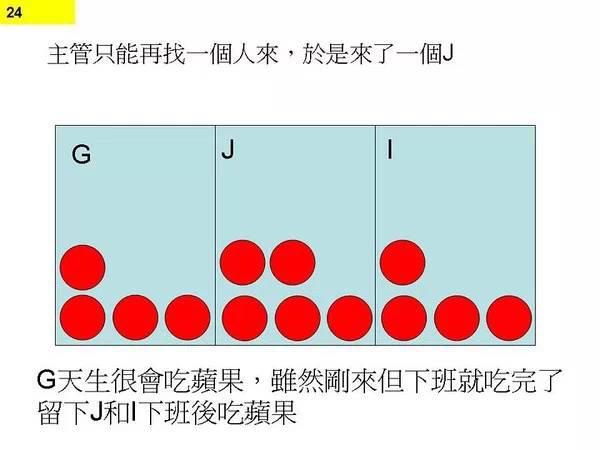 24
主管只能再找一個人來，於是來了一個J
G
J
I
G天生很會吃蘋果，雖然剛來但下班就吃完了
留下J和I下班後吃蘋果